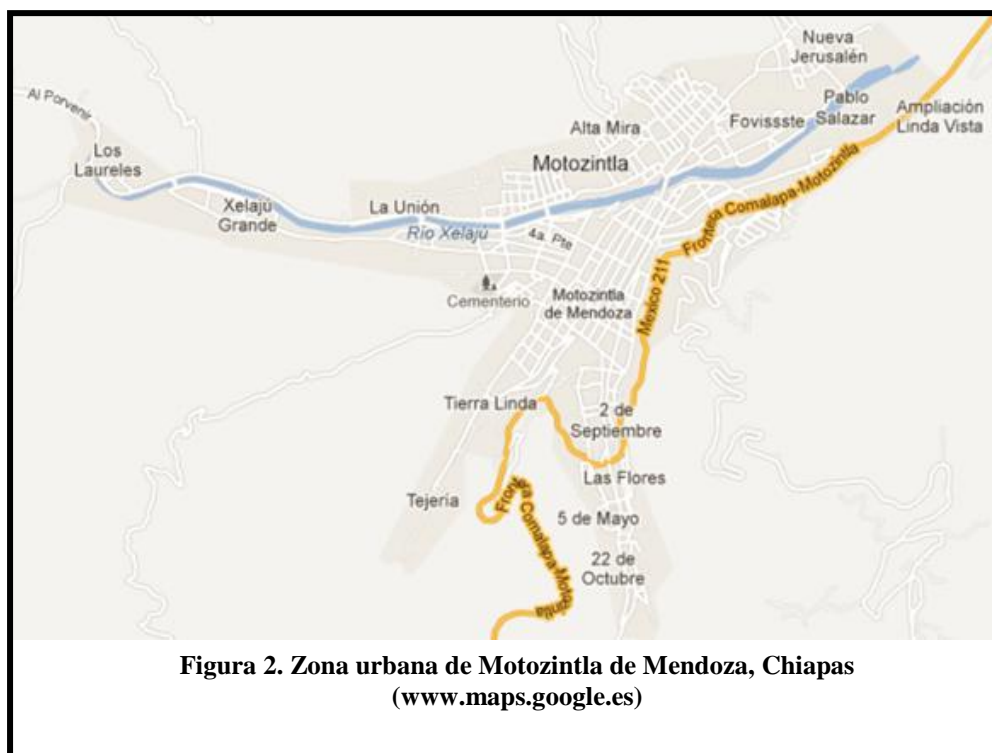 Nueva
Jerusalén
Al Porvenir
Pablo
Salazar
Ampliación
Linda Vista
Alta Mira
Fovissste
Los
Laureles
Motozintla
Frontera Comalapa-Motozintla
Xelajú
Grande
La Unión
Río Xelajú
4a. Pte
Mexico 211
Cementerio
Motozintla
de Mendoza
Tierra Linda
2 de
Septiembre
Las Flores
Tejería
Frontera Comalapa-Motozintla
5 de Mayo
22 de
Octubre
Figura 2. Zona urbana de Motozintla de Mendoza, Chiapas
(www.maps.google.es)